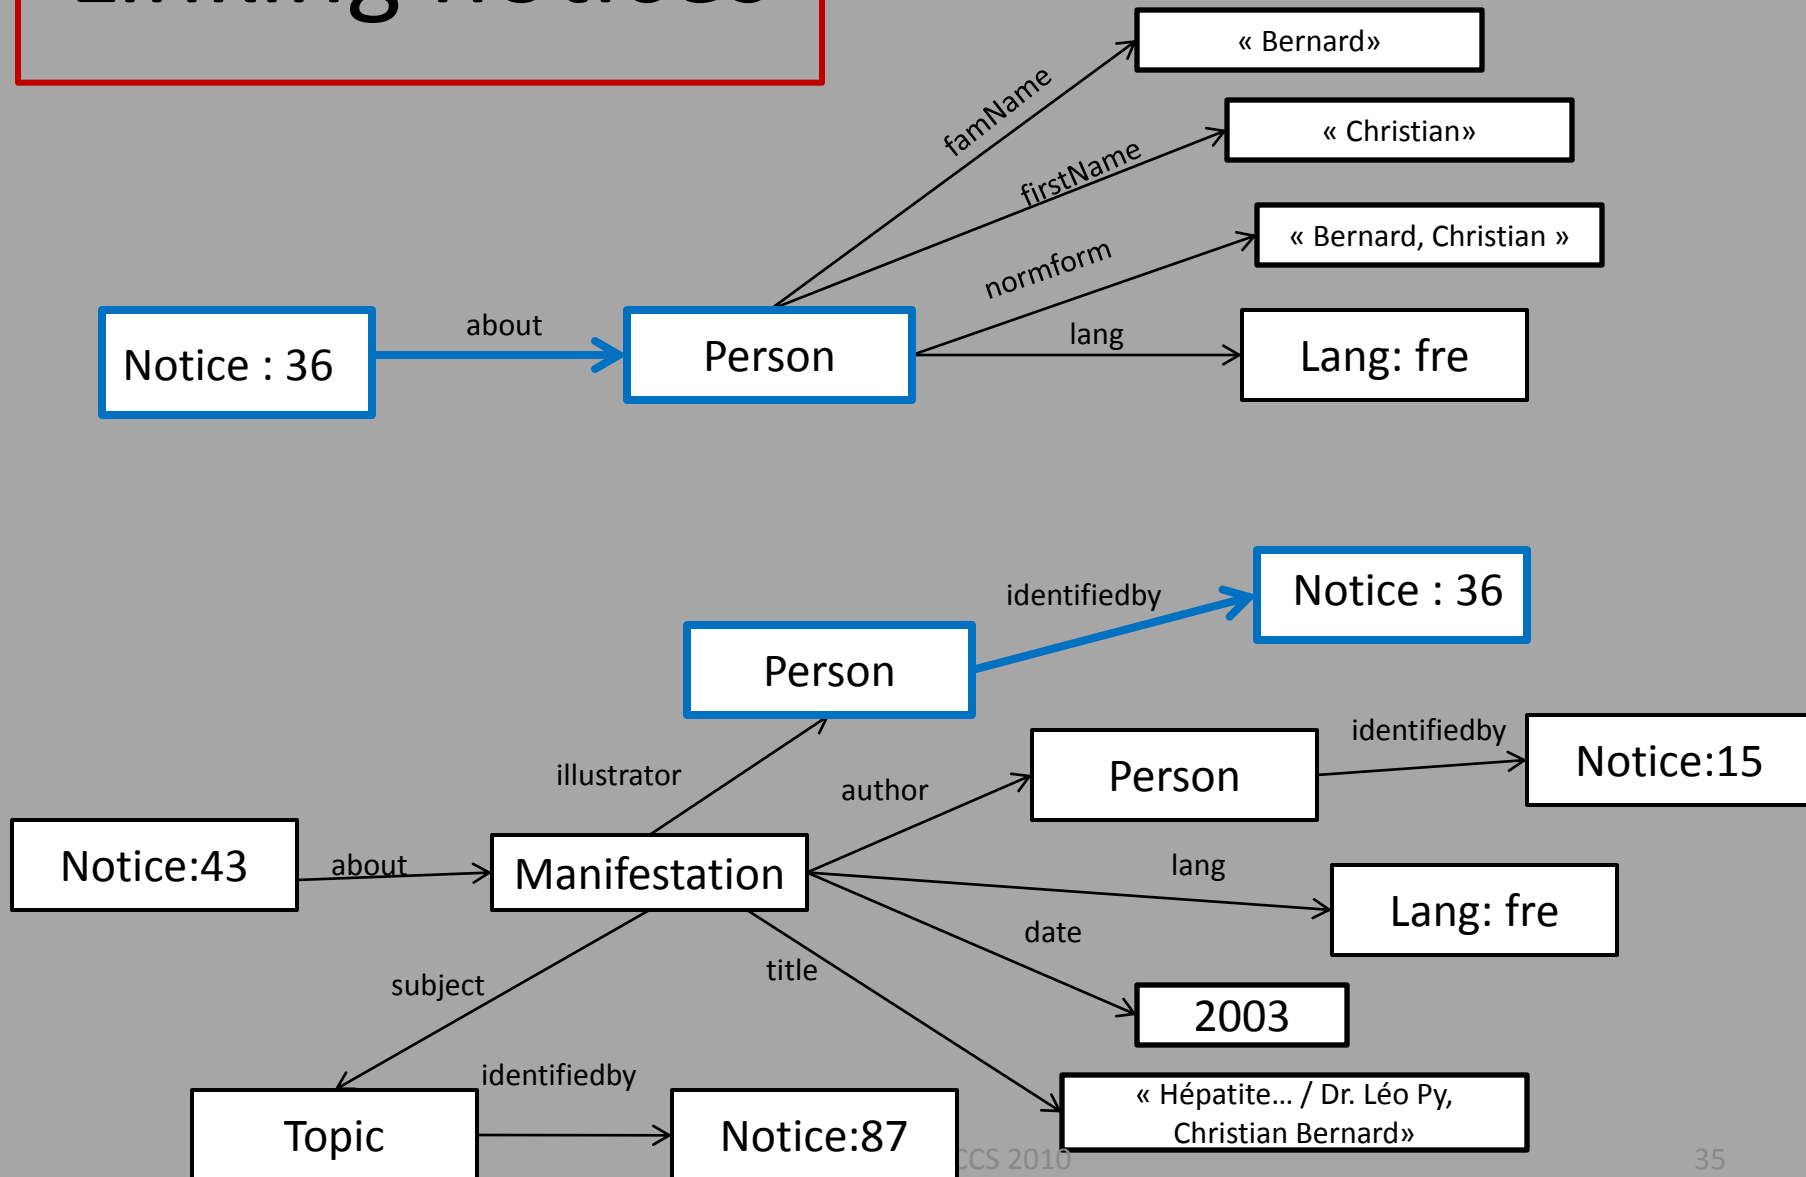 Linking notices
« Bernard»
famName
« Christian»
firstName
« Bernard, Christian »
normform
Notice : 36
about
Person
lang
Lang: fre
identifiedby
Notice : 36
Person
illustrator
author
Person
identifiedby
Notice:15
Notice:43
about
Manifestation
lang
Lang: fre
date
2003
subject
title
« Hépatite... / Dr. Léo Py,
Christian Bernard»
Topic
identifiedby
Notice:87
CCS 2010
35